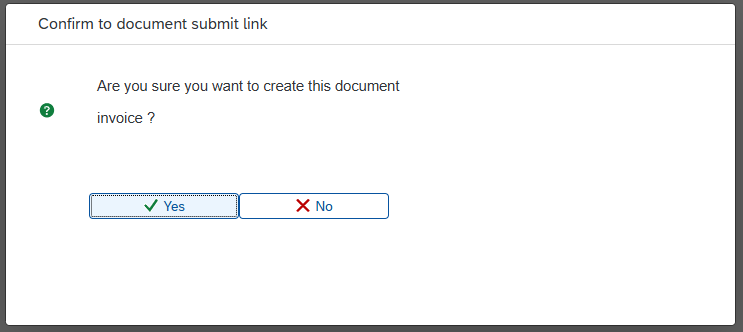 Confirm to document submit link
Are you sure you want to create this document
invoice ?
Yes
No